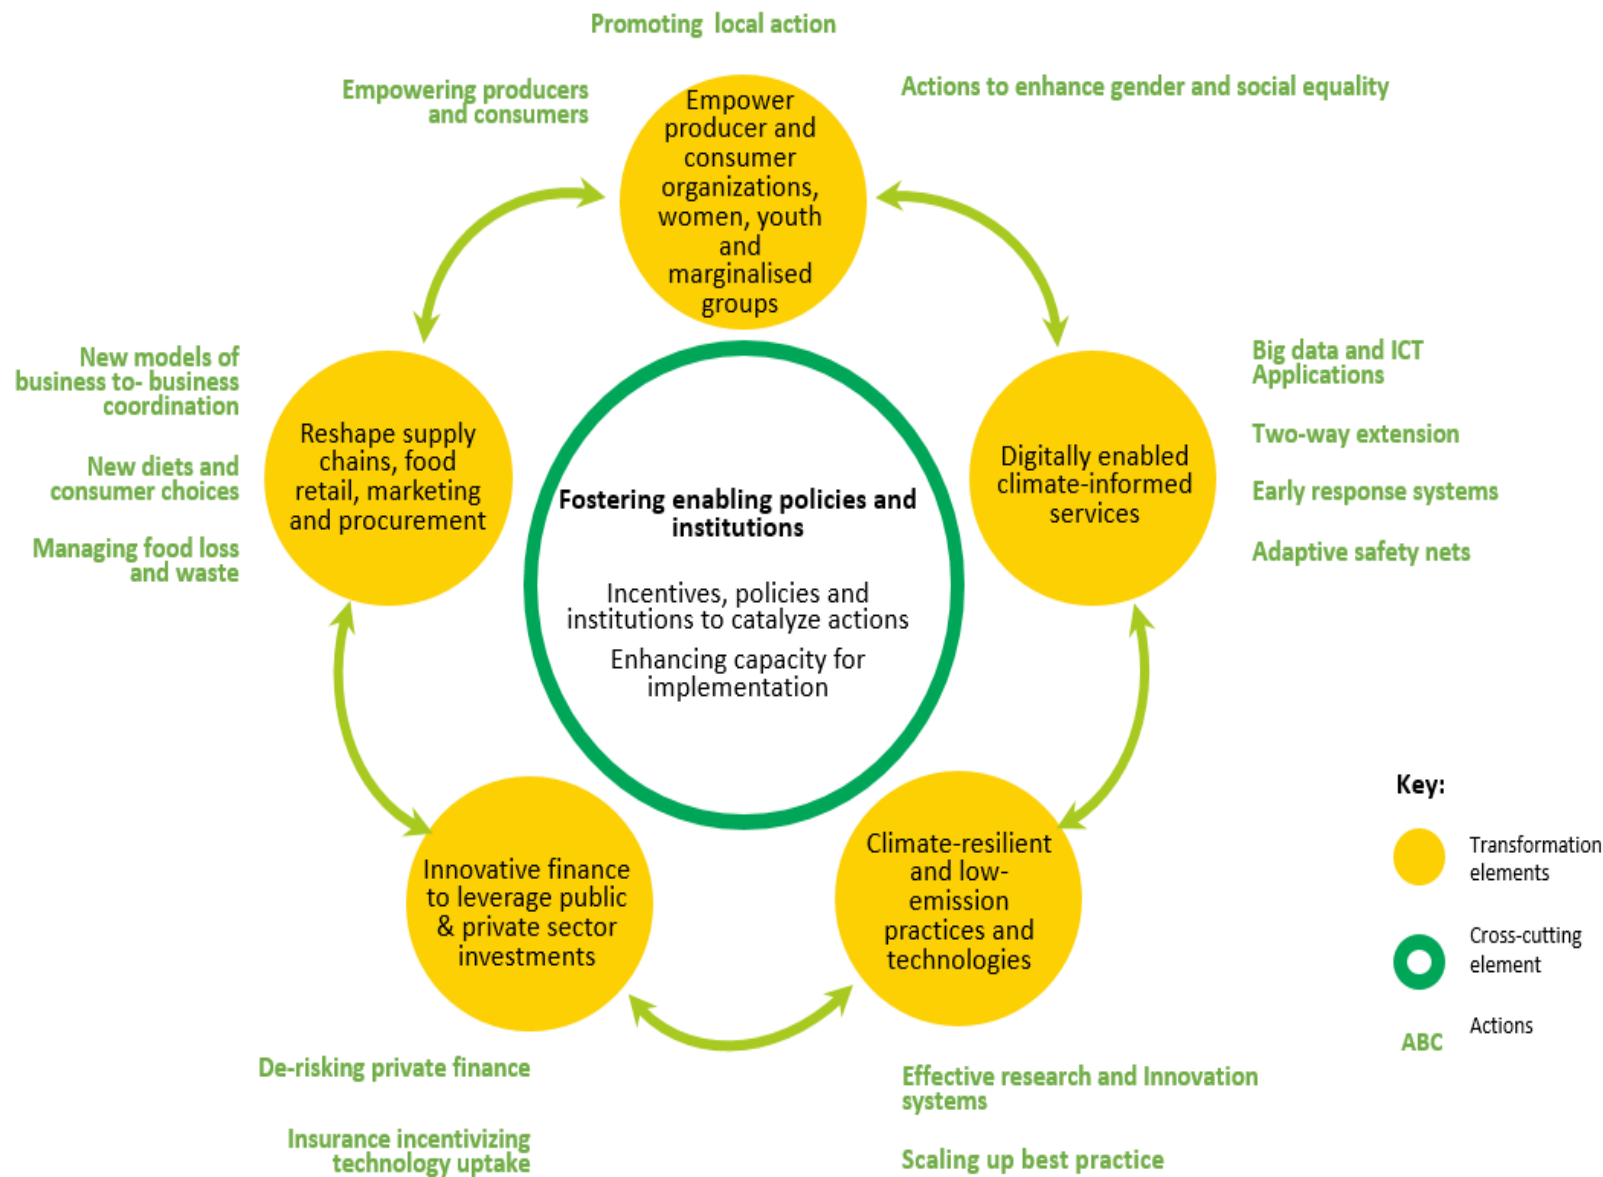 Promoting  local action
Empowering producers
and consumers
Actions to enhance gender and social equality
Empower
producer and
consumer
organizations,
women, youth
and
marginalised
groups
New models of
business to- business
coordination
New diets and
consumer choices
Managing food loss
and waste
Reshape supply
chains, food
retail, marketing
and procurement
Fostering enabling policies and
institutions
Incentives, policies and
institutions to catalyze actions
Enhancing capacity for
implementation
Digitally enabled
climate-informed
services
Big data and ICT
Applications
Two-way extension
Early response systems
Adaptive safety nets
Innovative finance
to leverage public
& private sector
investments
Climate-resilient
and low-
emission
practices and
technologies
De-risking private finance
Insurance incentivizing
technology uptake
Effective research and Innovation
systems
Scaling up best practice
Key:
Transformation
elements
Cross-cutting
element
ABC
Actions